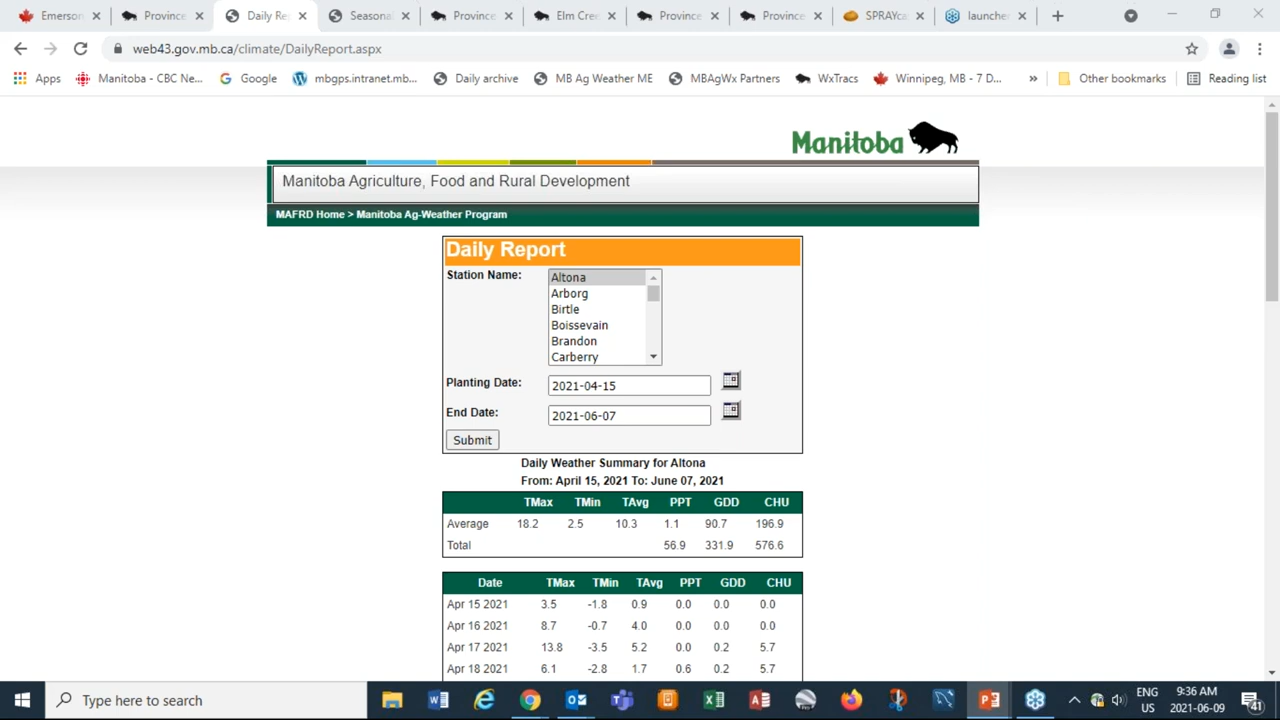 Emerson
Province
Daily Rep
Seasonal
Province
Elm Cree
Province
Province
SPRAYca
launcher
web43.gov.mb.ca/climate/DailyReport.aspx
Apps
Manitoba - CBC Ne...
Google
mbgps.intranet.mb...
Daily archive
MB Ag Weather ME
MBAgWx Partners
WxTracs
Winnipeg, MB - 7 D...
»
Other bookmarks
Reading list
Manitoba
Manitoba Agriculture, Food and Rural Development
MAFRD Home > Manitoba Ag-Weather Program
Daily Report
Station Name:
Altona
Arborg
Birtle
Boissevain
Brandon
Carberry
Planting Date: 2021-04-15
End Date: 2021-06-07
Submit
Daily Weather Summary for Altona
From: April 15, 2021 To: June 07, 2021
TMax TMin TAvg PPT GDD CHU
Average 18.2 2.5 10.3 1.1 90.7 196.9
Total 56.9 331.9 576.6
Date TMax TMin TAvg PPT GDD CHU
Apr 15 2021 3.5 -1.8 0.9 0.0 0.0 0.0
Apr 16 2021 8.7 -0.7 4.0 0.0 0.0 0.0
Apr 17 2021 13.8 -3.5 5.2 0.0 0.2 5.7
Apr 18 2021 6.1 -2.8 1.7 0.6 0.2 5.7
Type here to search
ENG
US
9:36 AM
2021-06-09
41